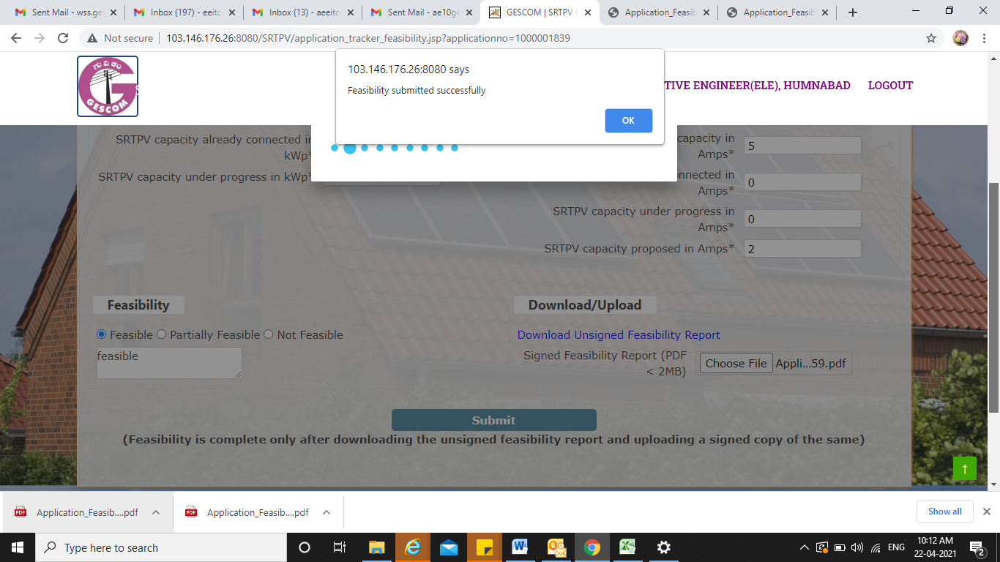 Sent Mail - wss.ge
Inbox (197) - eeitc
Inbox (13) - aeeitc
Sent Mail - ae10ge
GESCOM | SRTPV
Application_Feasib
Application_Feasib
Not secure
103.146.176.26:8080/SRTPV/application_tracker_feasibility.jsp?applicationno=1000001839
GESCOM
103.146.176.26:8080 says
Feasibility submitted successfully
OK
TIVE ENGINEER(ELE), HUMNABAD LOGOUT
SRTPV capacity already connected in
kWp*
SRTPV capacity under progress in kWp*
capacity in
Amps*
5
nnected in
Amps*
0
SRTPV capacity under progress in
Amps*
0
SRTPV capacity proposed in Amps*
2
Feasibility
Feasible Partially Feasible Not Feasible
feasible
Download/Upload
Download Unsigned Feasibility Report
Signed Feasibility Report (PDF
< 2MB)
Choose File Appli...59.pdf
Submit
(Feasibility is complete only after downloading the unsigned feasibility report and uploading a signed copy of the same)
Application_Feasib....pdf
Application_Feasib....pdf
Show all
Type here to search
ENG
10:12 AM
22-04-2021
2